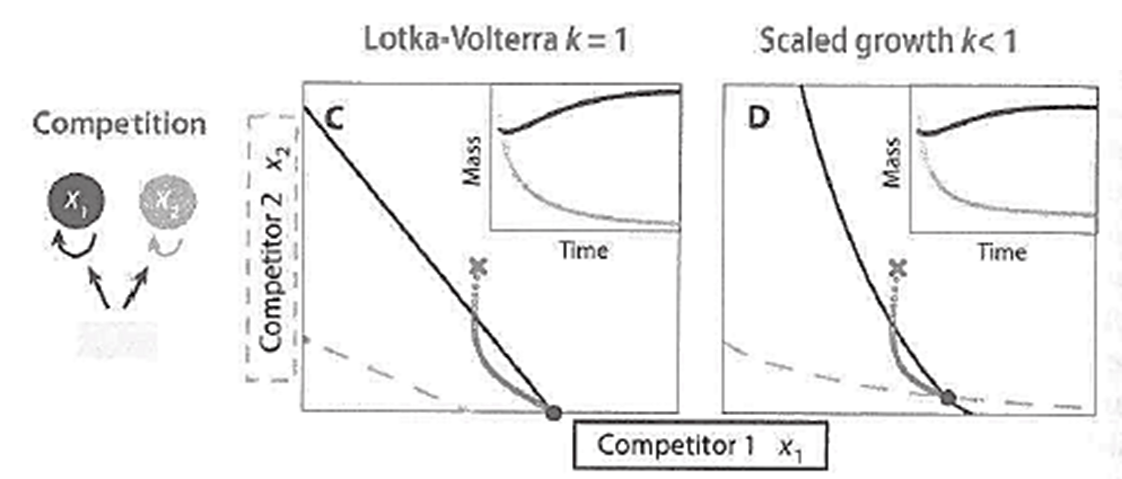 Lotka-Volterra k = 1
Scaled growth k < 1
Competition
x1
x2
Competitor 2 x2
C
Mass
Time
D
Mass
Time
Competitor 1 x1